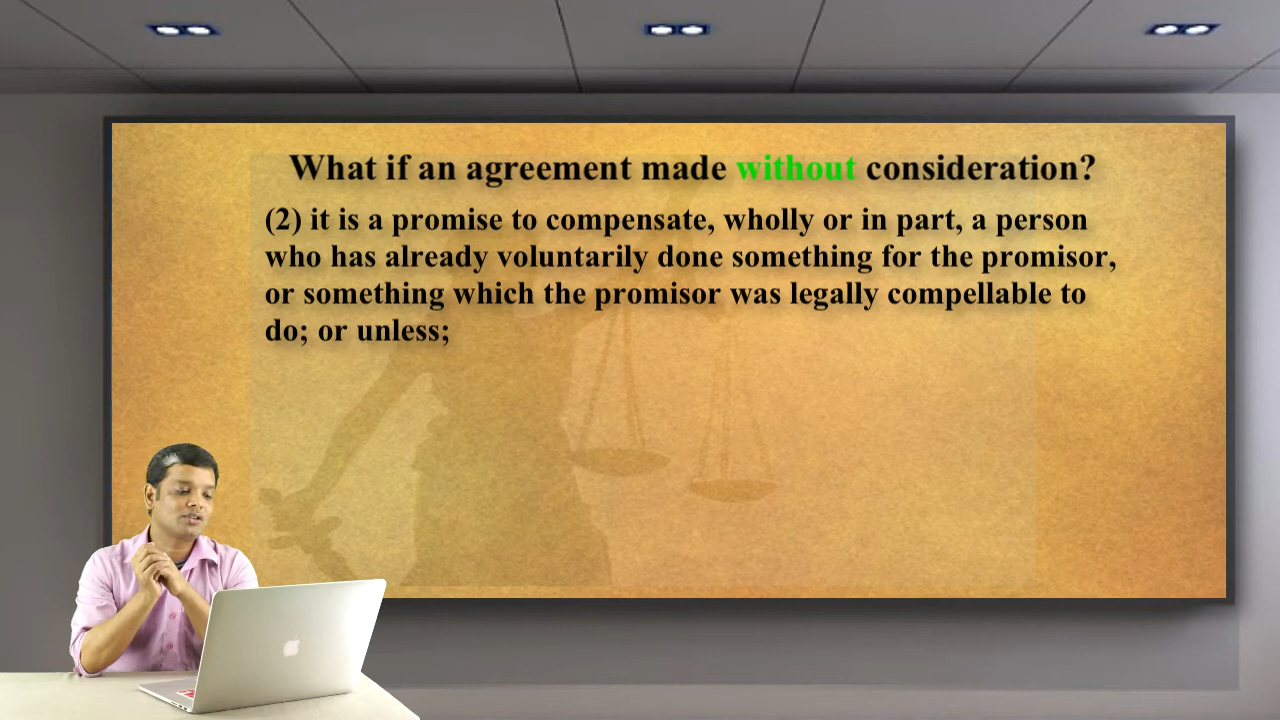 What if an agreement made without consideration?
(2) it is a promise to compensate, wholly or in part, a person
who has already voluntarily done something for the promisor,
or something which the promisor was legally compellable to
do; or unless;